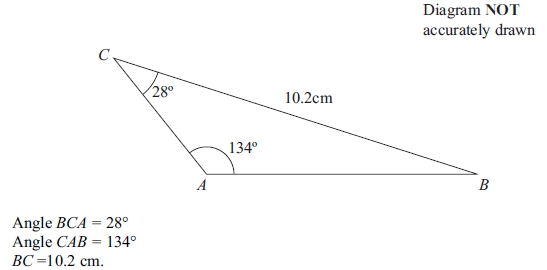 Diagram NOT
accurately drawn
C
28°
10.2cm
134°
A
B
Angle BCA = 28°
Angle CAB = 134°
BC =10.2 cm.